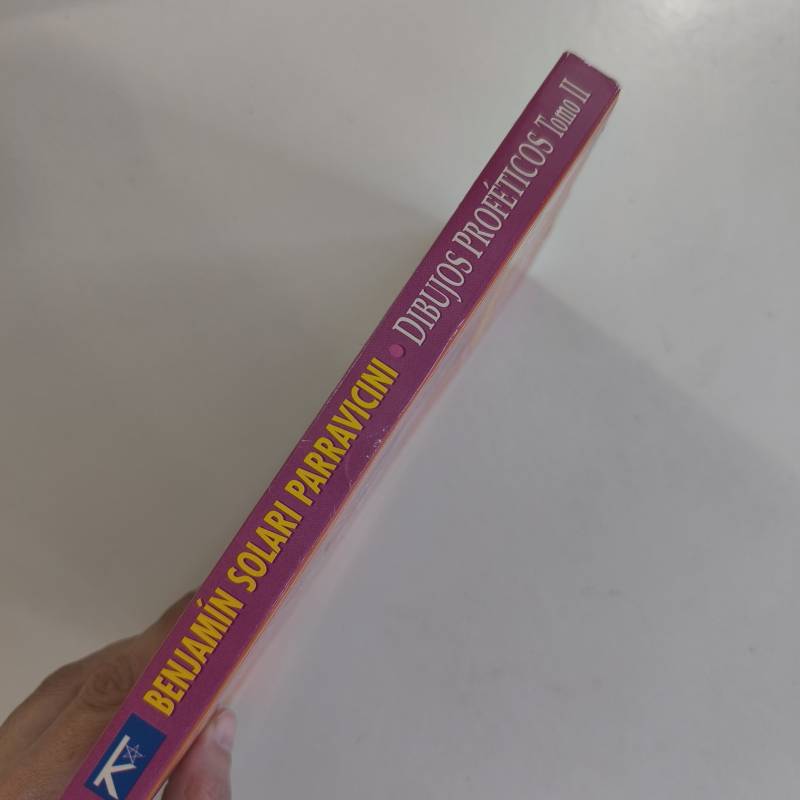 BENJAMÍN SOLARI PARRAVICINI • DIBUJOS PROFÉTICOS Tomo II
K